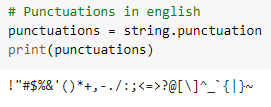 # Punctuations in english
punctuations = string.punctuation
print(punctuations)
!"#$%&'()*+,-./:;<=>?@[\]^_`{|}~